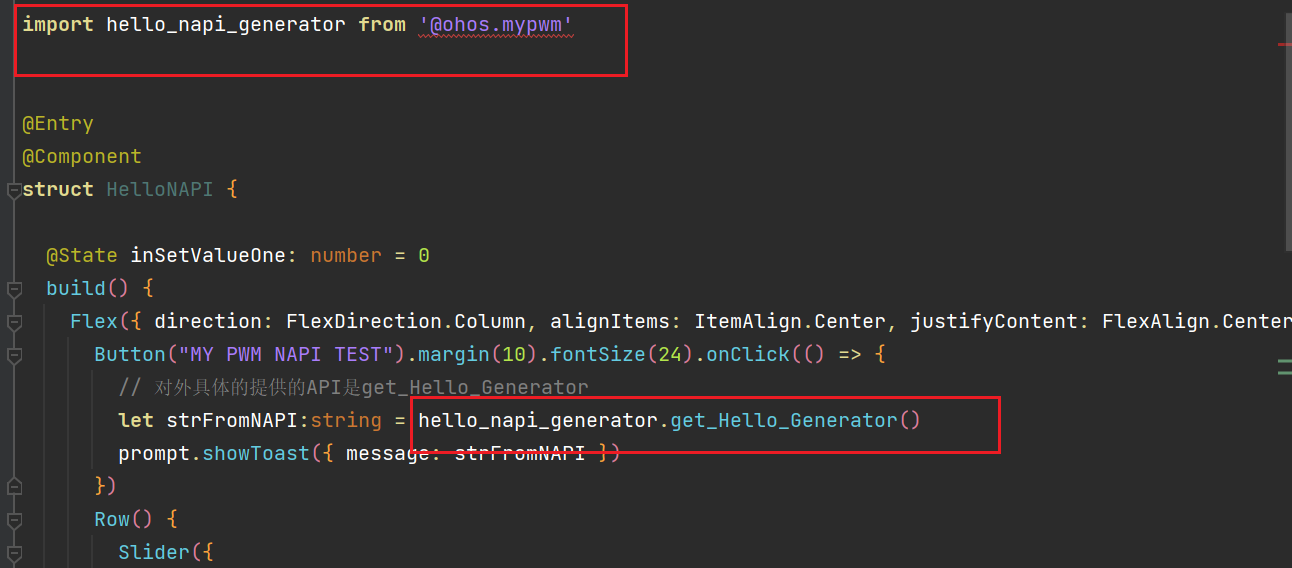 import hello_napi_generator from '@ohos.mypwm'
@Entry
@Component
struct HelloNAPI {
@State inSetValueOne: number = 0
build() {
Flex({ direction: FlexDirection.Column, alignItems: ItemAlign.Center, justifyContent: FlexAlign.Center
Button("MY PWM NAPI TEST").margin(10).fontSize(24).onClick(() => {
// 对外具体的提供的API是get_Hello_Generator
let strFromNAPI:string = hello_napi_generator.get_Hello_Generator()
prompt.showToast({ message: strFromNAPI })
})
Row() {
Slider({